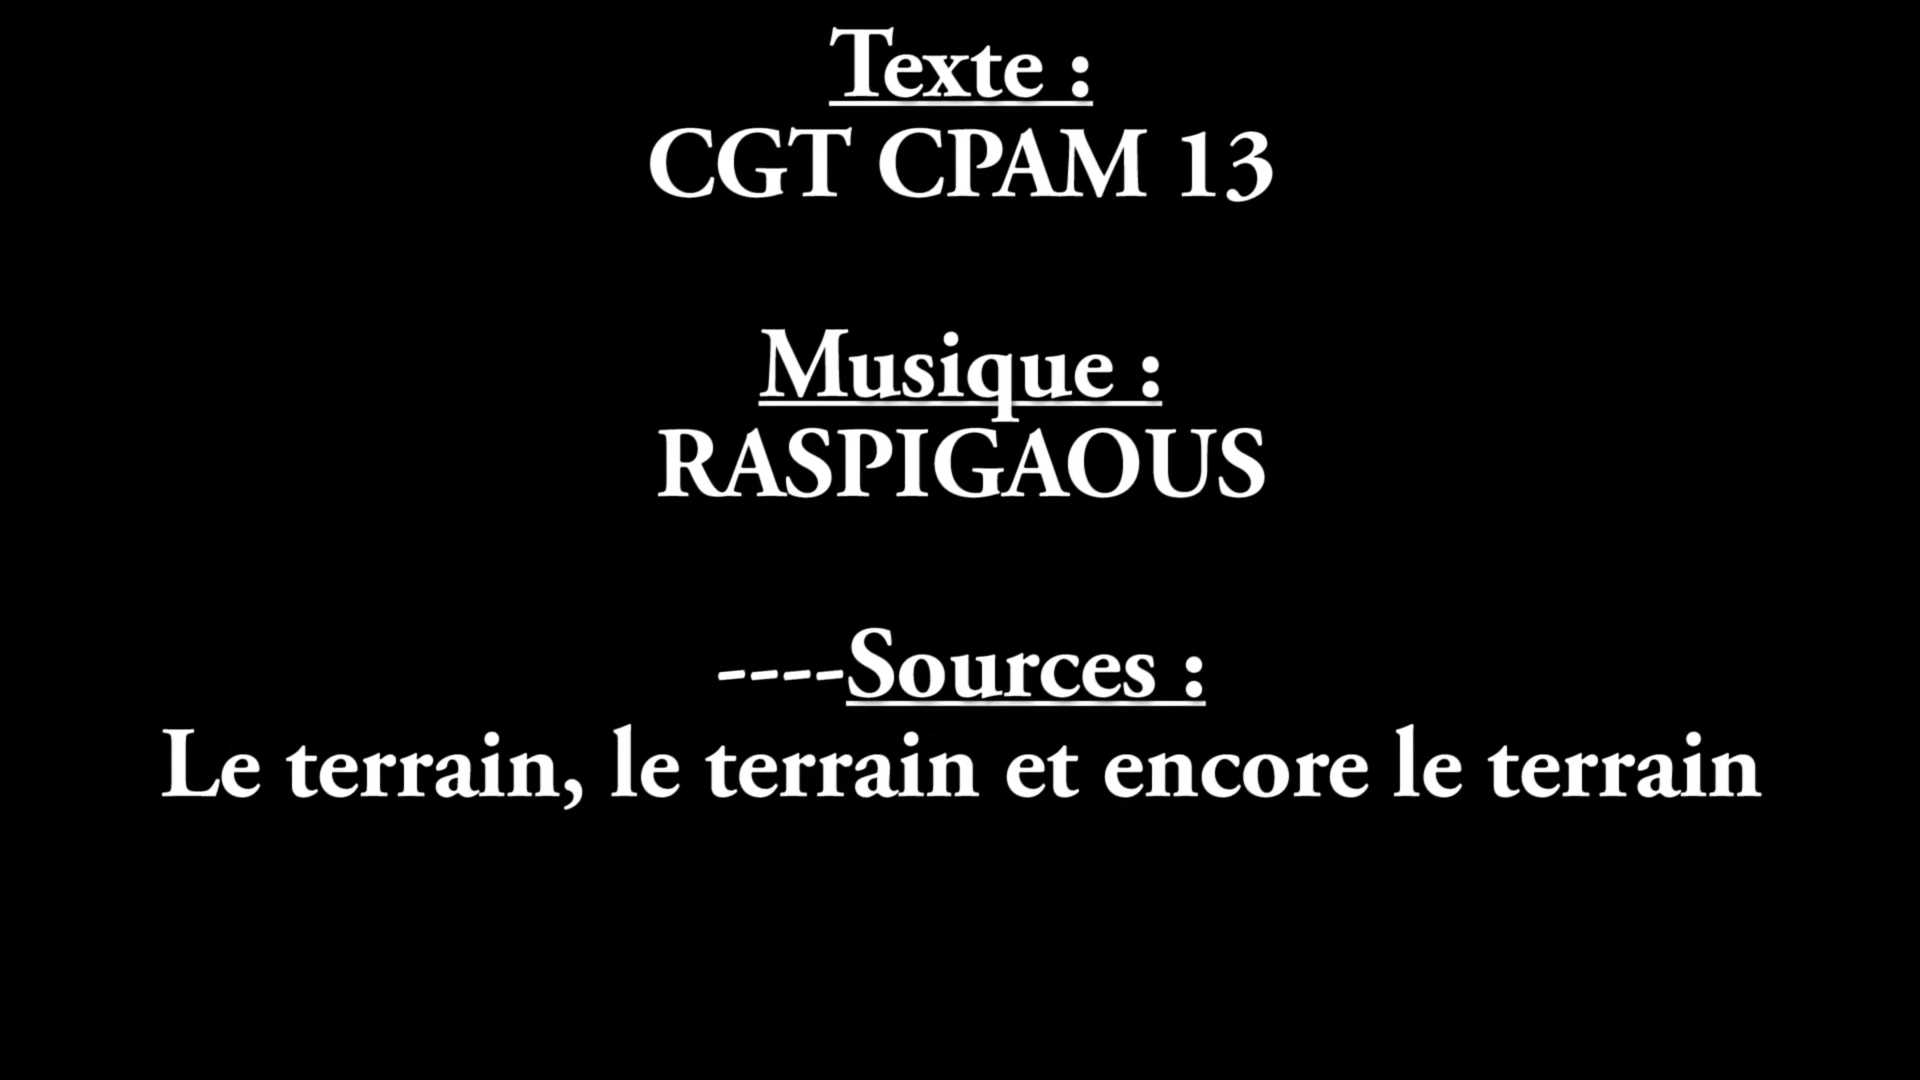 Texte :
CGT CPAM 13
Musique :
RASPIGAOUS
----Sources :
Le terrain, le terrain et encore le terrain